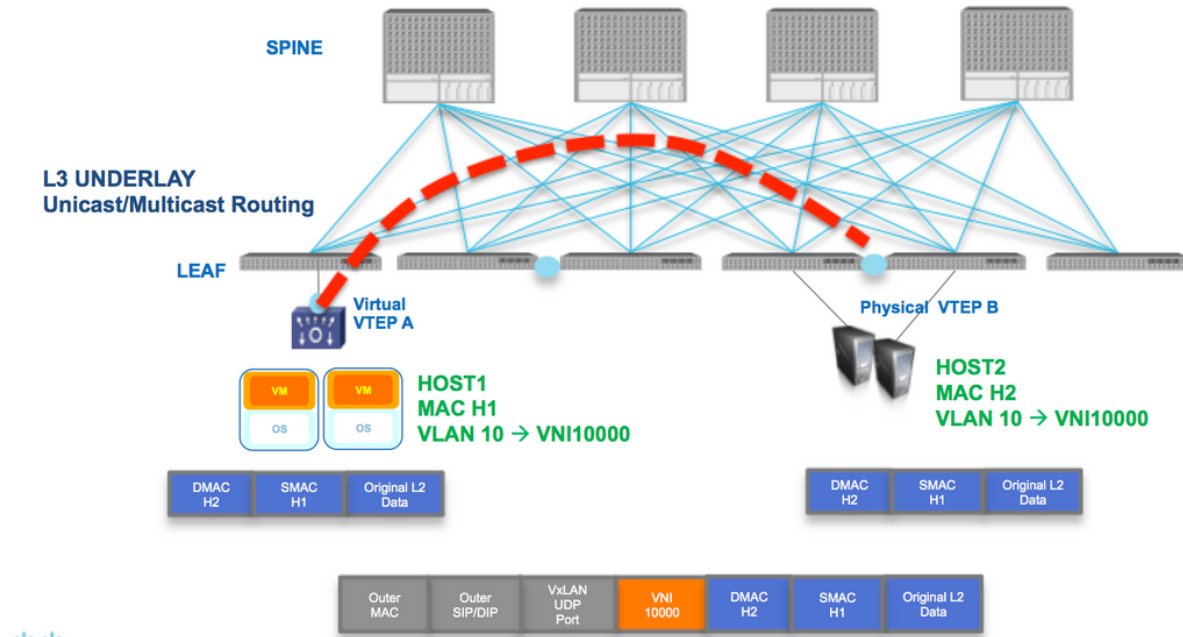 SPINE
L3 UNDERLAY
Unicast/Multicast Routing
LEAF
Virtual
VTEP A
Physical VTEP B
VM
VM
OS
OS
HOST1
MAC H1
VLAN 10 → VNI10000
HOST2
MAC H2
VLAN 10 → VNI10000
DMAC
H2
SMAC
H1
Original L2
Data
DMAC
H2
SMAC
H1
Original L2
Data
Outer
MAC
Outer
SIP/DIP
VxLAN
UDP
Port
VNI
10000
DMAC
H2
SMAC
H1
Original L2
Data